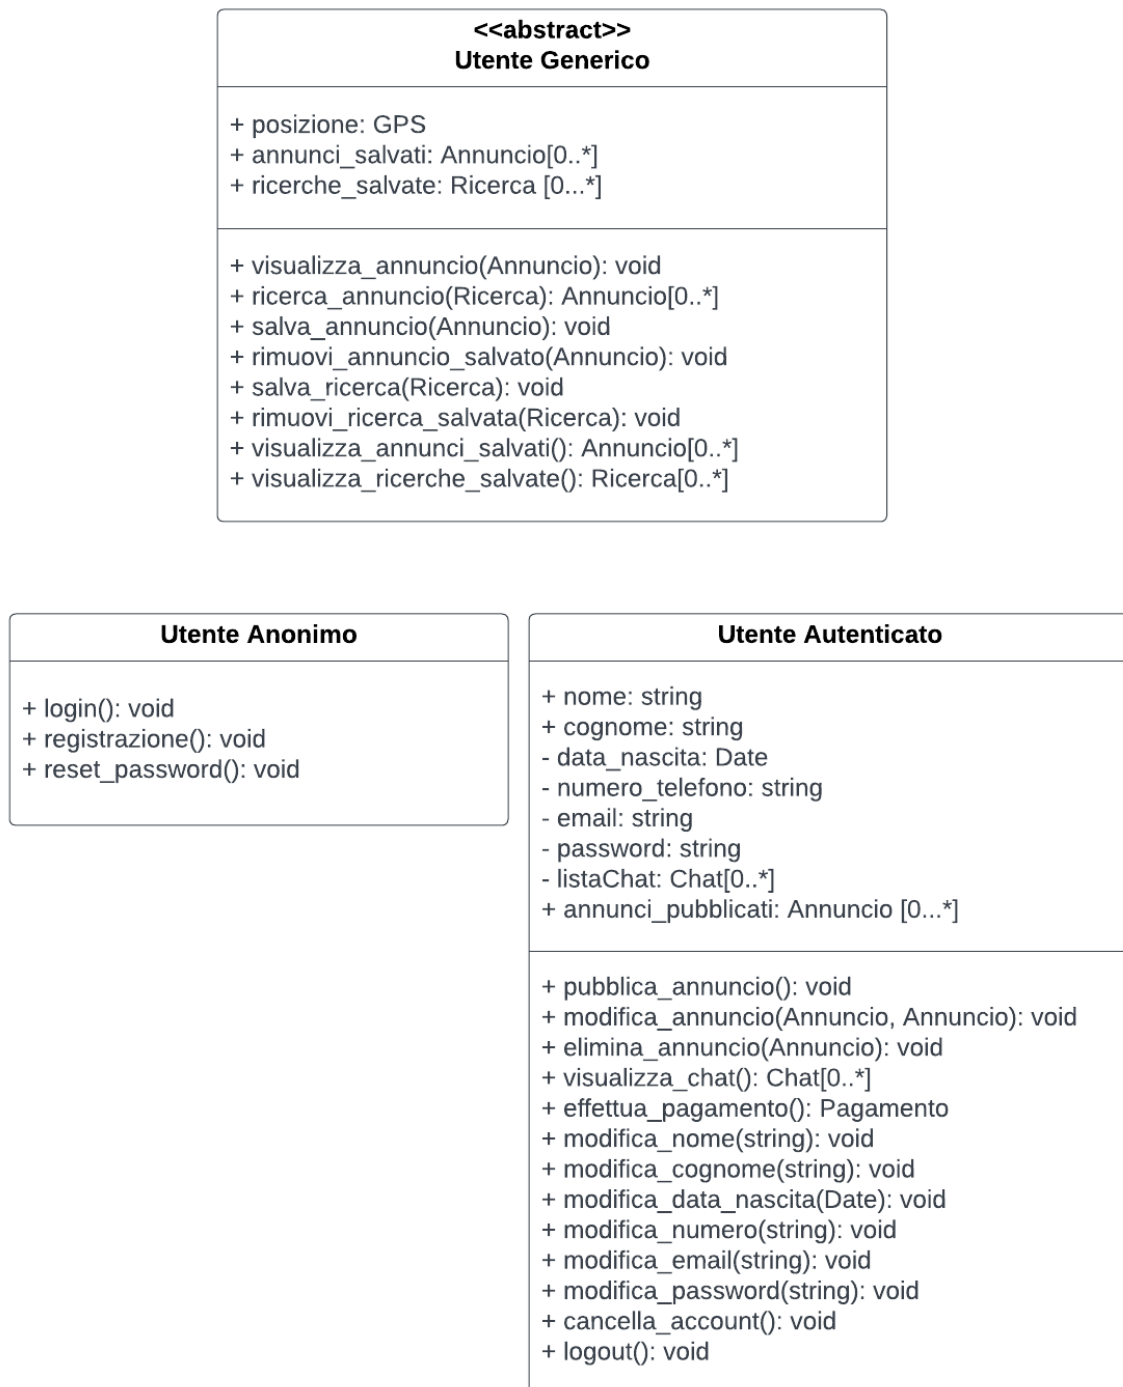 <<abstract>>
Utente Generico
+ posizione: GPS
+ annunci_salvati: Annuncio[0..*]
+ ricerche_salvate: Ricerca [0...*]
+ visualizza_annuncio(Annuncio): void
+ ricerca_annuncio(Ricerca): Annuncio[0..*]
+ salva_annuncio(Annuncio): void
+ rimuovi_annuncio_salvato(Annuncio): void
+ salva_ricerca(Ricerca): void
+ rimuovi_ricerca_salvata(Ricerca): void
+ visualizza_annunci_salvati(): Annuncio[0..*]
+ visualizza_ricerche_salvate(): Ricerca[0..*]
Utente Anonimo
+ login(): void
+ registrazione(): void
+ reset_password(): void
Utente Autenticato
+ nome: string
+ cognome: string
- data_nascita: Date
- numero_telefono: string
- email: string
- password: string
- listaChat: Chat[0..*]
+ annunci_pubblicati: Annuncio [0...*]
+ pubblica_annuncio(): void
+ modifica_annuncio(Annuncio, Annuncio): void
+ elimina_annuncio(Annuncio): void
+ visualizza_chat(): Chat[0..*]
+ effettua_pagamento(): Pagamento
+ modifica_nome(string): void
+ modifica_cognome(string): void
+ modifica_data_nascita(Date): void
+ modifica_numero(string): void
+ modifica_email(string): void
+ modifica_password(string): void
+ cancella_account(): void
+ logout(): void